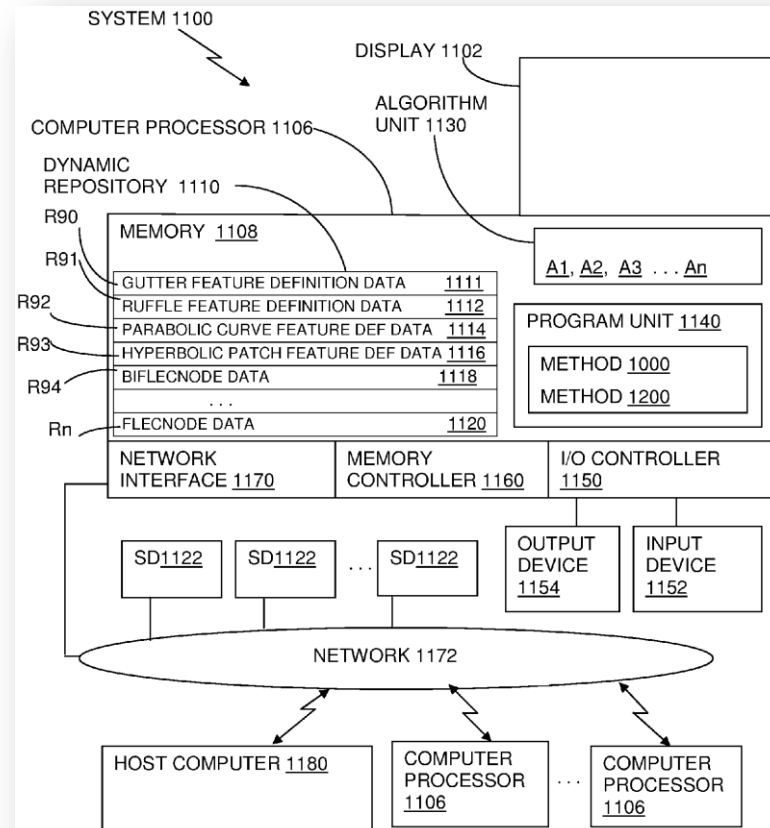 SYSTEM 1100
DISPLAY 1102
ALGORITHM
UNIT 1130
COMPUTER PROCESSOR 1106
DYNAMIC
REPOSITORY 1110
R90
R91
R92
R93
R94
Rn
MEMORY 1108
GUTTER FEATURE DEFINITION DATA 1111
RUFFLE FEATURE DEFINITION DATA 1112
PARABOLIC CURVE FEATURE DEF DATA 1114
HYPERBOLIC PATCH FEATURE DEF DATA 1116
BIFLECNODE DATA 1118
. . .
FLECNODE DATA 1120
A1, A2, A3 . . . An
PROGRAM UNIT 1140
METHOD 1000
METHOD 1200
NETWORK
INTERFACE 1170
MEMORY
CONTROLLER 1160
I/O CONTROLLER
1150
SD1122
SD1122
. . .
SD1122
OUTPUT
DEVICE
1154
INPUT
DEVICE
1152
NETWORK 1172
HOST COMPUTER 1180
COMPUTER
PROCESSOR
1106
. . .
COMPUTER
PROCESSOR
1106